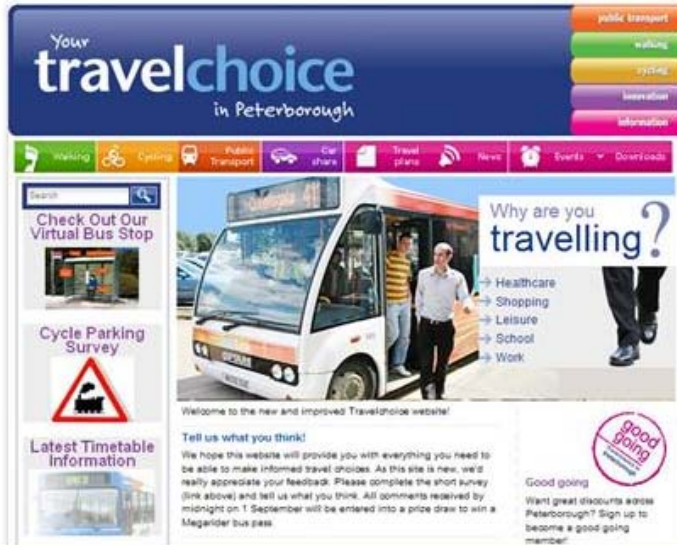 Your
travelchoice
in Peterborough
public transport
walking
cycling
innovation
information
Walking
Cycling
Public
Transport
Car
share
Travel
plans
News
Events
Downloads
Search
Check Out Our
Virtual Bus Stop
Cycle Parking
Survey
Latest Timetable
Information
41
Why are you
travelling?
Healthcare
Shopping
Leisure
School
Work
Welcome to the new and improved Travelchoice website!
Tell us what you think!
We hope this website will provide you with everything you need to
be able to make informed travel choices. As this site is new, we'd
really appreciate your feedback. Please complete the short survey
(link above) and tell us what you think. All comments received by
midnight on 1 September will be entered into a prize draw to win a
Megarider bus pass.
good
going
Peterborough
Good going
Want great discounts across
Peterborough? Sign up to
become a good going
member!